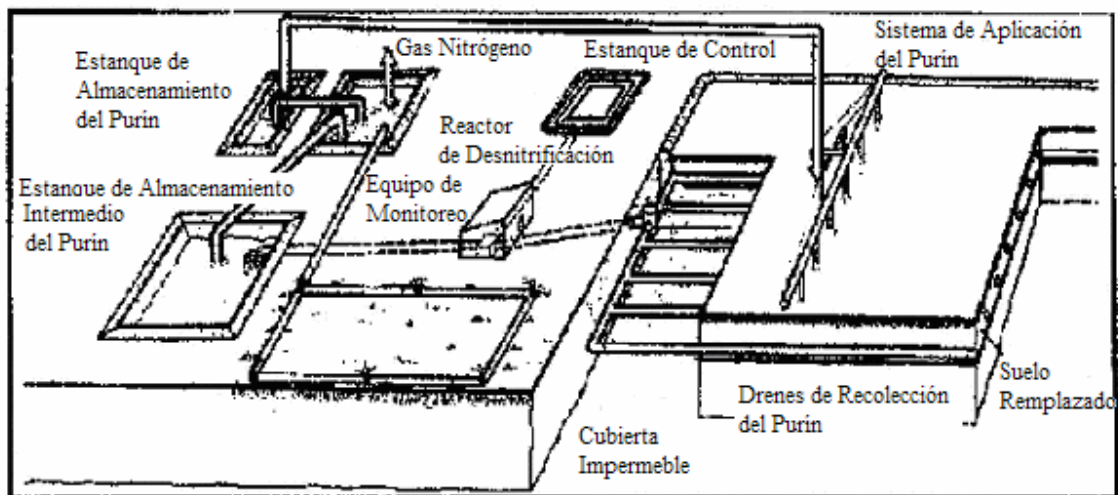 Estanque de
Almacenamiento
del Purin
Gas Nitrógeno
Estanque de Control
Sistema de Aplicación
del Purin
Reactor
de Desnitrificación
Estanque de Almacenamiento
Intermedio
del Purin
Equipo de
Monitoreo
Suelo
Remplazado
Drenes de Recolección
del Purin
Cubierta
Impermeble